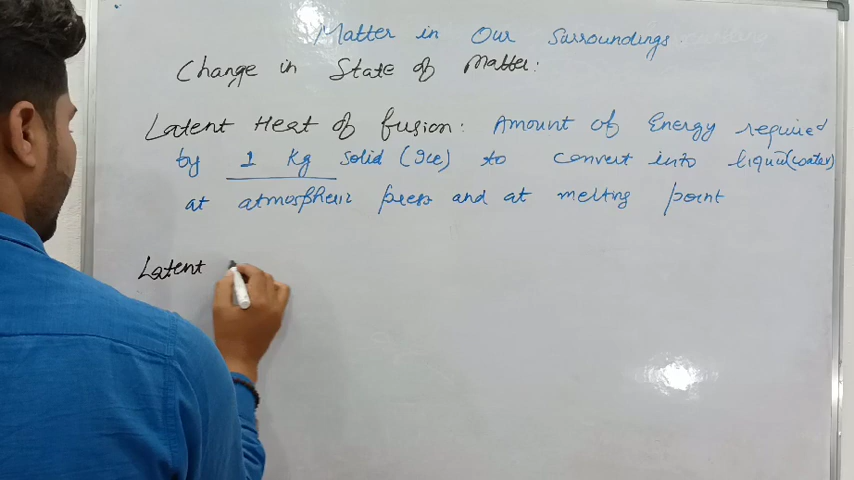 Matter in Our Surroundings.
Change in State of Matter:
Latent Heat of fusion: Amount of Energy required
by 1 Kg Solid (Ice) to convert into liquid(water)
at atmospheric press and at melting point
Latent